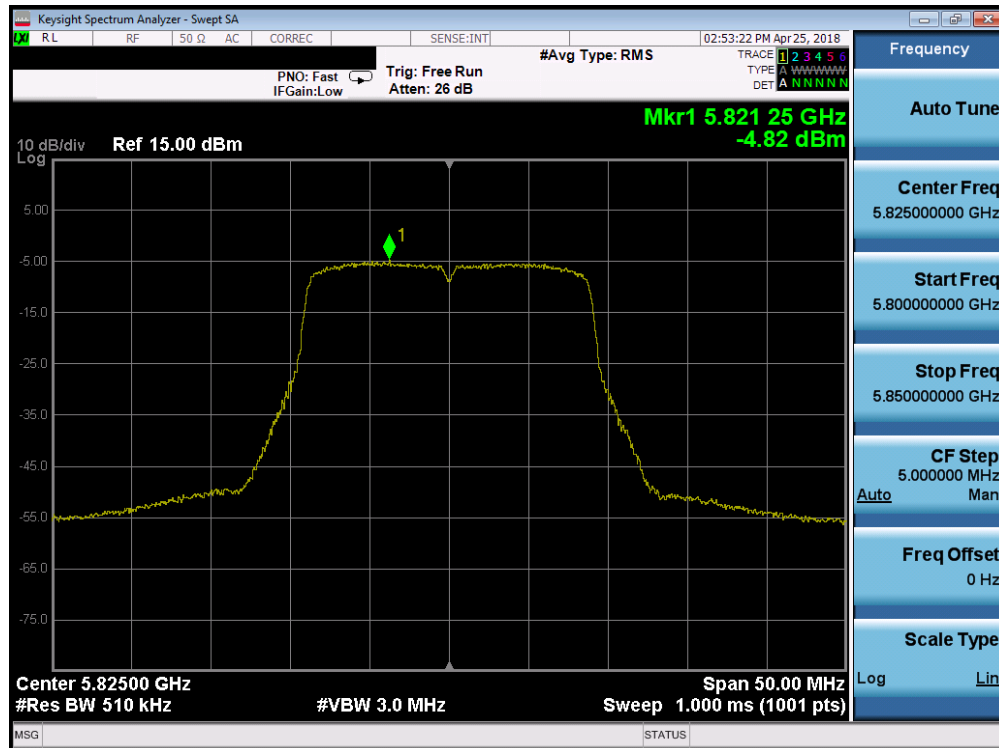 Keysight Spectrum Analyzer - Swept SA
LXI RL RF 50 Ω AC CORREC SENSE:INT 02:53:22 PM Apr 25, 2018
#Avg Type: RMS TRACE 1 2 3 4 5 6
PNO: Fast Trig: Free Run TYPE A WWWWW
IFGain:Low Atten: 26 dB DET A N N N N N
Mkr1 5.821 25 GHz
-4.82 dBm
10 dB/div Ref 15.00 dBm
Log
1
5.00
-5.00
-15.0
-25.0
-35.0
-45.0
-55.0
-65.0
-75.0
Center 5.82500 GHz Span 50.00 MHz
#Res BW 510 kHz #VBW 3.0 MHz Sweep 1.000 ms (1001 pts)
MSG STATUS
Frequency
Auto Tune
Center Freq
5.825000000 GHz
Start Freq
5.800000000 GHz
Stop Freq
5.850000000 GHz
CF Step
5.000000 MHz
Auto Man
Freq Offset
0 Hz
Scale Type
Log Lin